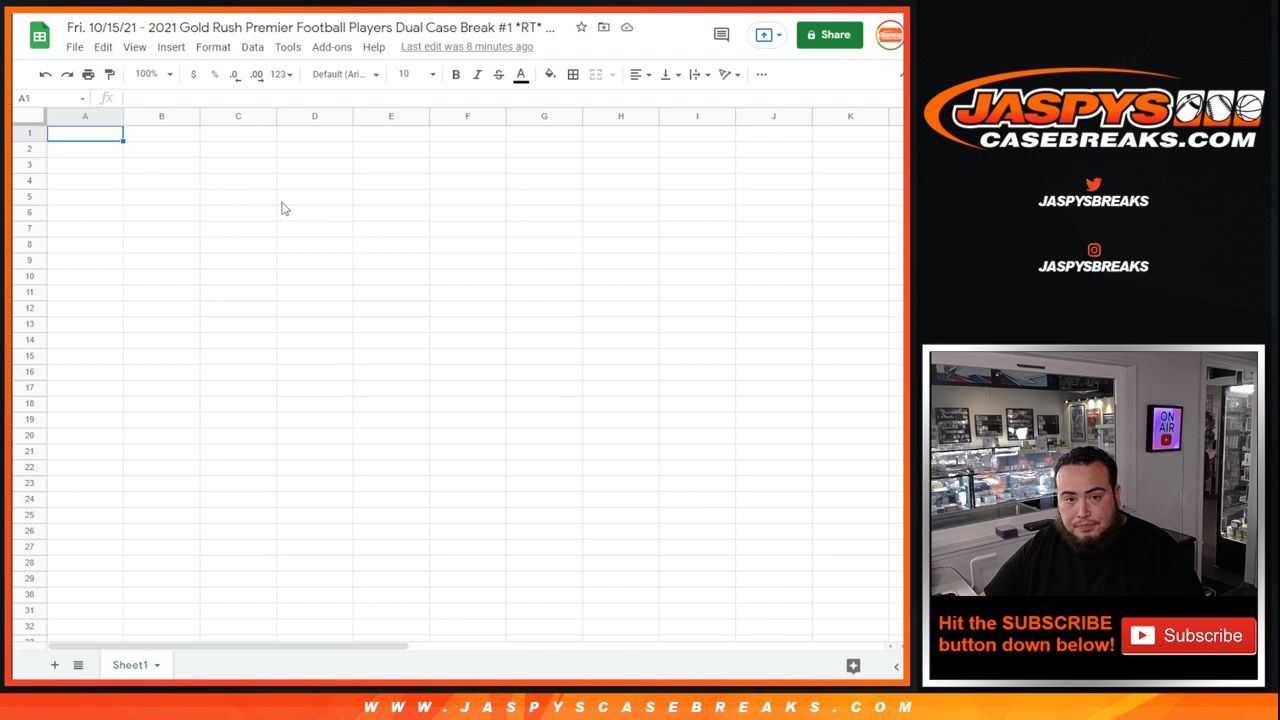 Fri. 10/15/21 - 2021 Gold Rush Premier Football Players Dual Case Break #1 *RT* ...
File Edit View Insert Format Data Tools Add-ons Help Last edit was 8 minutes ago
Share
100% $ % .0 .00 123 Default (Ari... 10 B I S A
A1 fx
A B C D E F G H I J K
1
2
3
4
5
6
7
8
9
10
11
12
13
14
15
16
17
18
19
20
21
22
23
24
25
26
27
28
29
30
31
32
Sheet1
JASPYS
CASEBREAKS.COM
JASPYSBREAKS
JASPYSBREAKS
ON
AIR
Hit the SUBSCRIBE
button down below!
Subscribe
WWW.JASPYSCASEBREAKS.COM